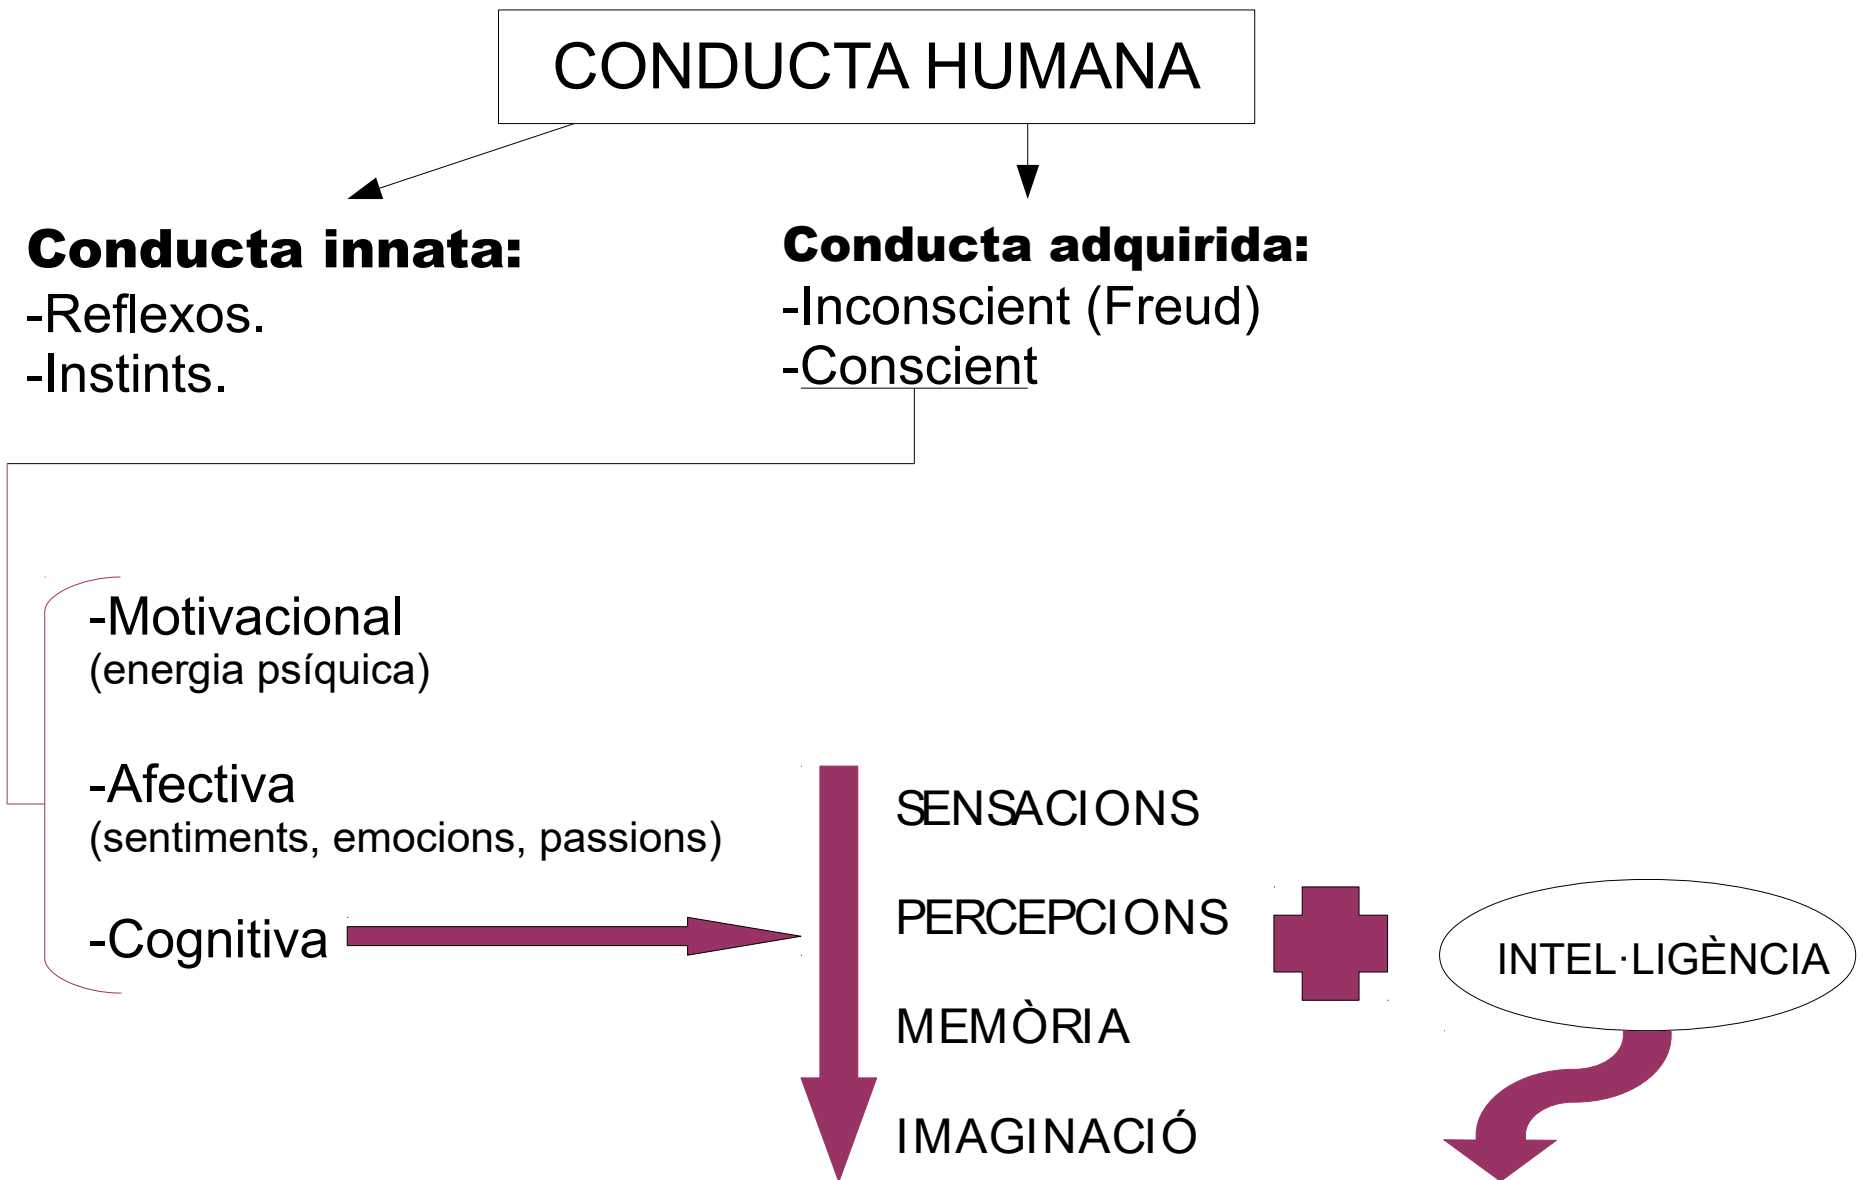 CONDUCTA HUMANA
Conducta innata:
-Reflexos.
-Instints.
Conducta adquirida:
-Inconscient (Freud)
-Conscient
-Motivacional
(energia psíquica)
-Afectiva
(sentiments, emocions, passions)
-Cognitiva
SENSACIONS
PERCEPCIONS
MEMÒRIA
IMAGINACIÓ
INTEL·LIGÈNCIA